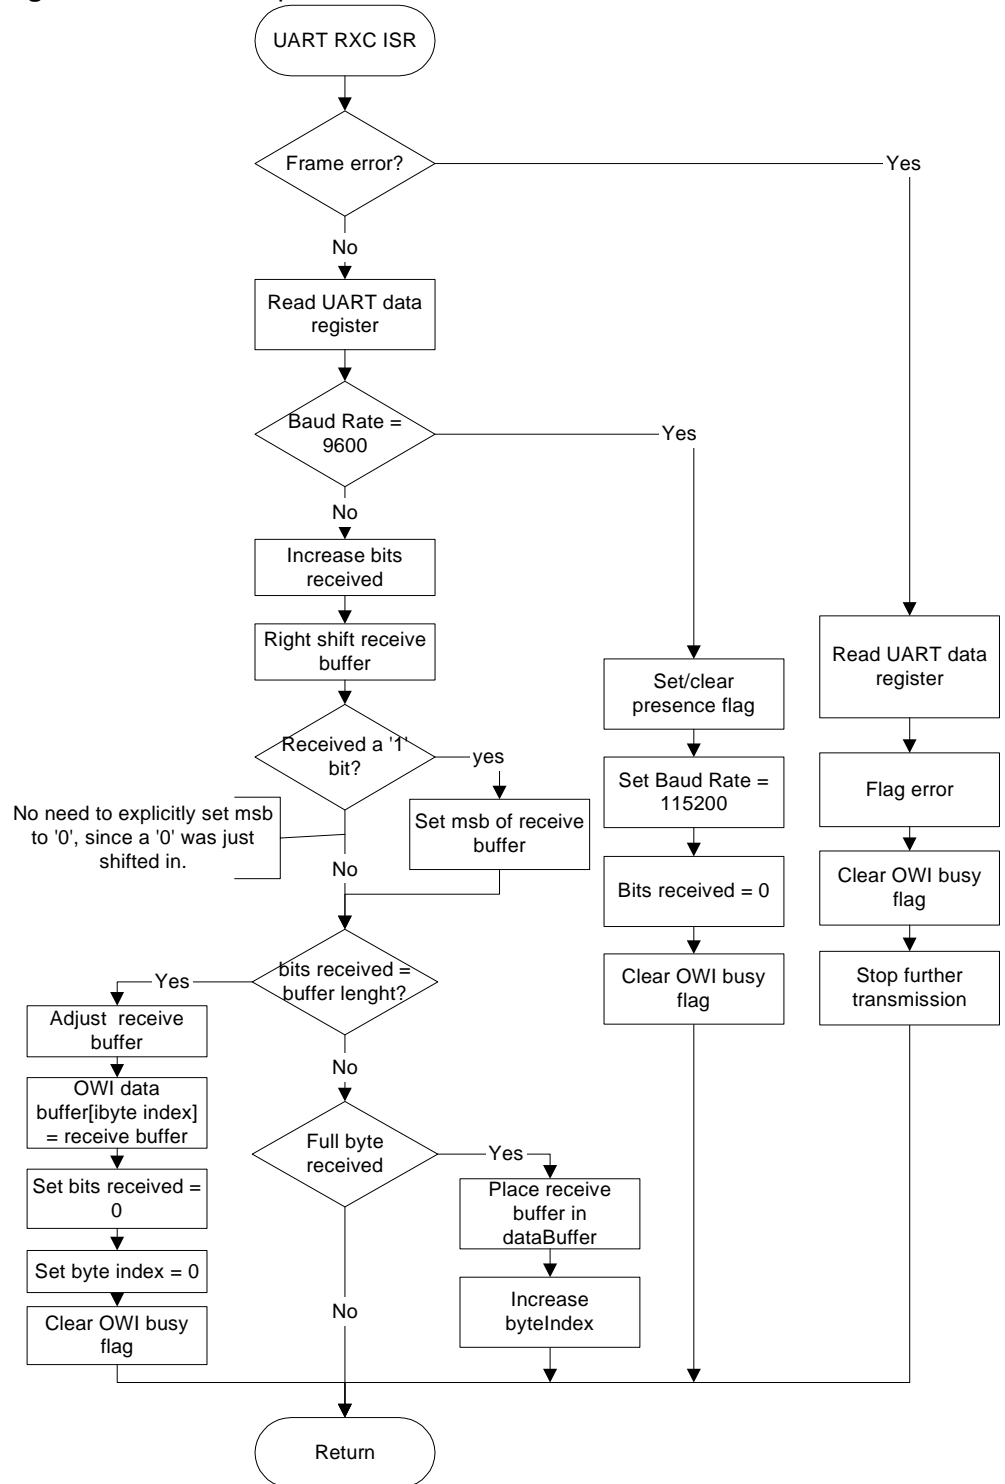 UART RXC ISR
Frame error?
Yes
No
Read UART data
register
Baud Rate =
9600
Yes
No
Increase bits
received
Right shift receive
buffer
Received a '1'
bit?
yes
No need to explicitly set msb
to '0', since a '0' was just
shifted in.
Set msb of receive
buffer
No
bits received =
buffer lenght?
Yes
Adjust receive
buffer
OWI data
buffer[ibyte index]
= receive buffer
Set bits received =
0
Set byte index = 0
Clear OWI busy
flag
No
Full byte
received
Yes
Place receive
buffer in
dataBuffer
Increase
byteIndex
No
Set/clear
presence flag
Set Baud Rate =
115200
Bits received = 0
Clear OWI busy
flag
Read UART data
register
Flag error
Clear OWI busy
flag
Stop further
transmission
Return